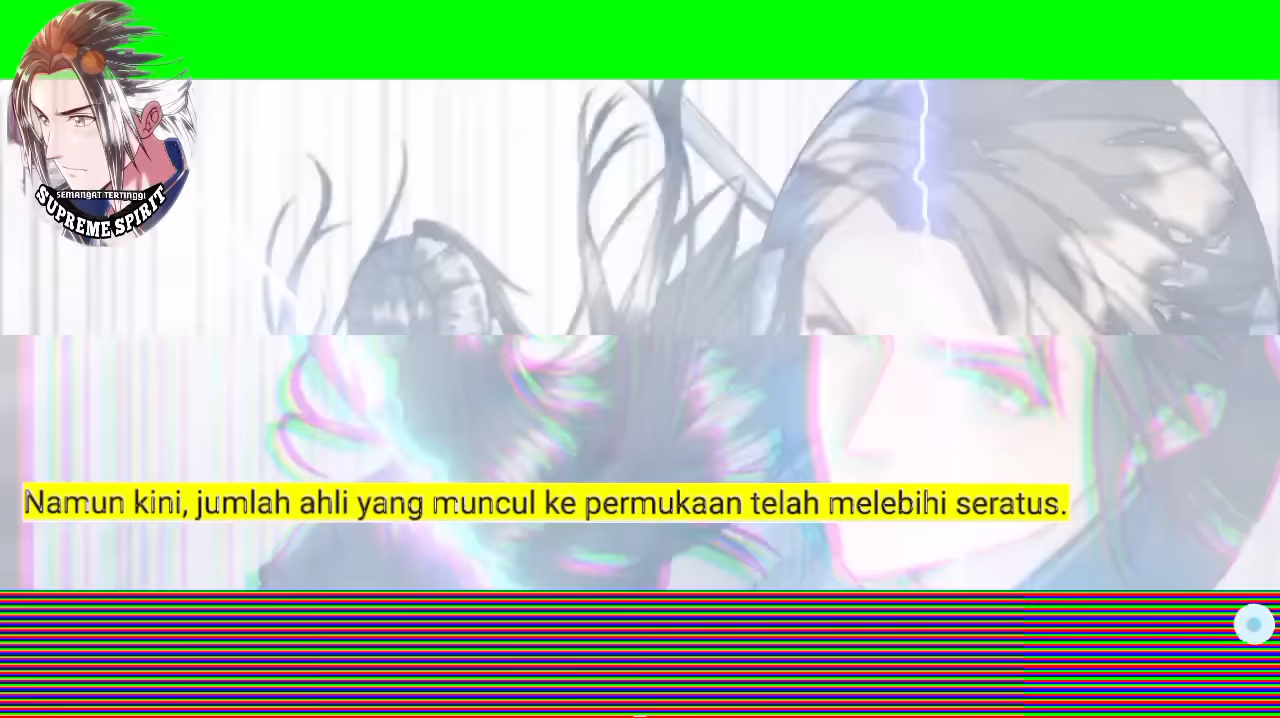 SEMANGAT TERTINGGI
SUPREME SPIRIT
Namun kini, jumlah ahli yang muncul ke permukaan telah melebihi seratus.